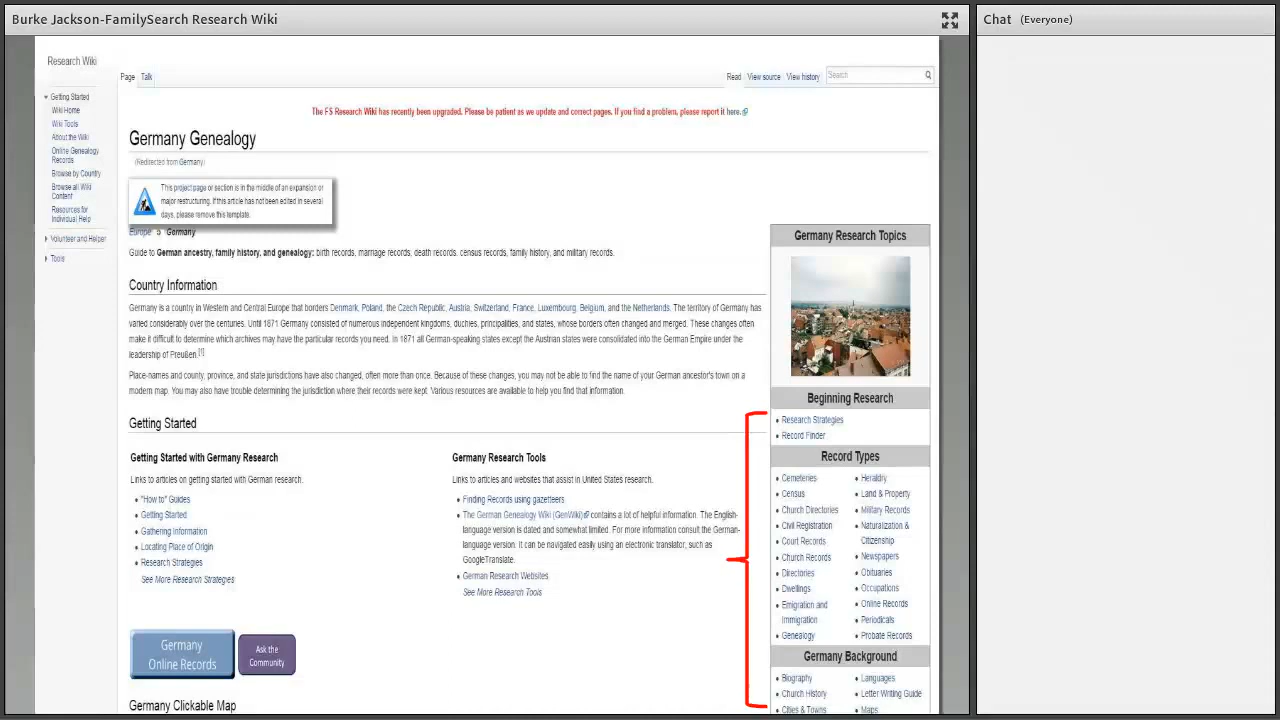 Burke Jackson-FamilySearch Research Wiki
Chat (Everyone)
Research Wiki
Getting Started
Wiki Home
Wiki Tools
About the Wiki
Online Genealogy
Records
Browse by Country
Browse all Wiki
Content
Resources for
Individual Help
Volunteer and Helper
Tools
Page Talk
Read View source View history Search
The FS Research Wiki has recently been upgraded. Please be patient as we update and correct pages. If you find a problem, please report it here.
Germany Genealogy
(Redirected from Germany)
This project page or section is in the middle of an expansion or
major restructuring. If this article has not been edited in several
days, please remove this template.
Europe » Germany
Guide to German ancestry, family history, and genealogy: birth records, marriage records, death records, census records, family history, and military records.
Country Information
Germany is a country in Western and Central Europe that borders Denmark, Poland, the Czech Republic, Austria, Switzerland, France, Luxembourg, Belgium, and the Netherlands. The territory of Germany has
varied considerably over the centuries. Until 1871 Germany consisted of numerous independent kingdoms, duchies, principalities, and states, whose borders often changed and merged. These changes often
make it difficult to determine which archives may have the particular records you need. In 1871 all German-speaking states except the Austrian states were consolidated into the German Empire under the
leadership of Preußen.[1]
Place-names and county, province, and state jurisdictions have also changed, often more than once. Because of these changes, you may not be able to find the name of your German ancestor's town on a
modern map. You may also have trouble determining the jurisdiction where their records were kept. Various resources are available to help you find that information.
Getting Started
Getting Started with Germany Research
Links to articles on getting started with German research.
"How to" Guides
Getting Started
Gathering Information
Locating Place of Origin
Research Strategies
See More Research Strategies
Germany Research Tools
Links to articles and websites that assist in United States research.
Finding Records using gazetteers
The German Genealogy Wiki (GenWiki) contains a lot of helpful information. The English-
language version is dated and somewhat limited. For more information consult the German-
language version. It can be navigated easily using an electronic translator, such as
GoogleTranslate.
German Research Websites
See More Research Tools
Germany
Online Records
Ask the
Community
Germany Clickable Map
Germany Research Topics
Beginning Research
Research Strategies
Record Finder
Record Types
Cemeteries
Census
Church Directories
Civil Registration
Court Records
Church Records
Directories
Dwellings
Emigration and
Immigration
Genealogy
Heraldry
Land & Property
Military Records
Naturalization &
Citizenship
Newspapers
Obituaries
Occupations
Online Records
Periodicals
Probate Records
Germany Background
Biography
Church History
Cities & Towns
Languages
Letter Writing Guide
Maps